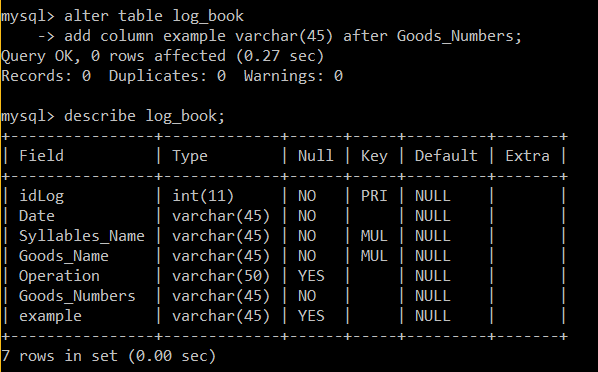 mysql> alter table log_book
    -> add column example varchar(45) after Goods_Numbers;
Query OK, 0 rows affected (0.27 sec)
Records: 0  Duplicates: 0  Warnings: 0

mysql> describe log_book;
+----------------+-------------+------+-----+---------+-------+
| Field          | Type        | Null | Key | Default | Extra |
+----------------+-------------+------+-----+---------+-------+
| idLog          | int(11)     | NO   | PRI | NULL    |       |
| Date           | varchar(45) | NO   |     | NULL    |       |
| Syllables_Name | varchar(45) | NO   | MUL | NULL    |       |
| Goods_Name     | varchar(45) | NO   | MUL | NULL    |       |
| Operation      | varchar(50) | YES  |     | NULL    |       |
| Goods_Numbers  | varchar(45) | NO   |     | NULL    |       |
| example        | varchar(45) | YES  |     | NULL    |       |
+----------------+-------------+------+-----+---------+-------+
7 rows in set (0.00 sec)